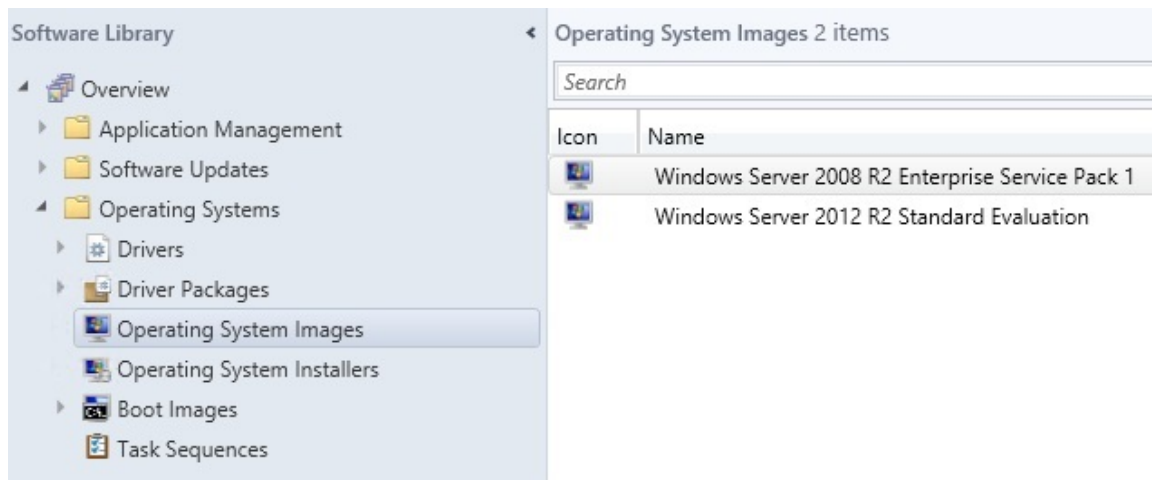 Software Library
Overview
Application Management
Software Updates
Operating Systems
Drivers
Driver Packages
Operating System Images
Operating System Installers
Boot Images
Task Sequences
Operating System Images 2 items
Search
Icon Name
Windows Server 2008 R2 Enterprise Service Pack 1
Windows Server 2012 R2 Standard Evaluation